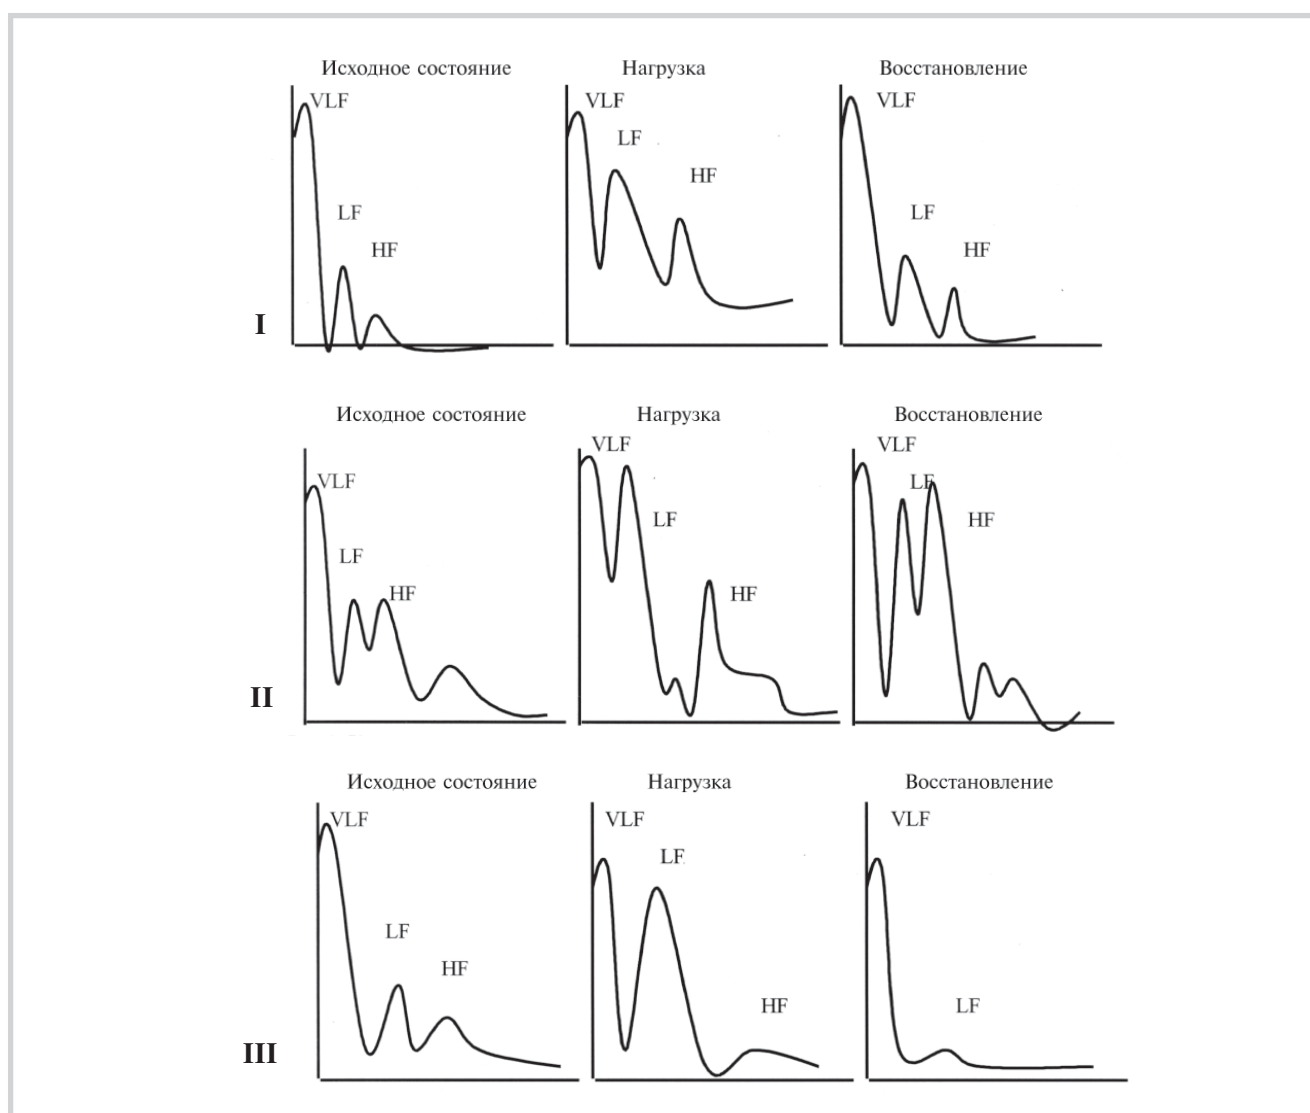 Исходное состояние Нагрузка Восстановление
VLF VLF VLF
LF
HF
LF LF
HF HF
I
Исходное состояние Нагрузка Восстановление
VLF VLF
VLF LF
LF HF
LF
HF HF
II
Исходное состояние Нагрузка Восстановление
VLF VLF VLF
LF
LF
HF
HF LF
III